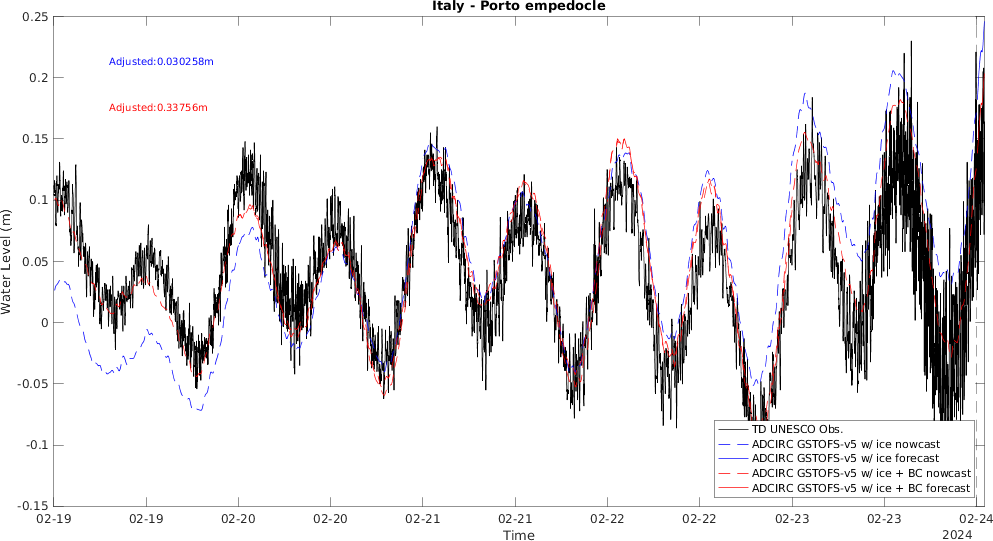 Italy - Porto empedocle
Adjusted:0.030258m
Adjusted:0.33756m
Water Level (m)
0.25
0.2
0.15
0.1
0.05
0
-0.05
-0.1
-0.15
TD UNESCO Obs.
ADCIRC GSTOFS-v5 w/ ice nowcast
ADCIRC GSTOFS-v5 w/ ice forecast
ADCIRC GSTOFS-v5 w/ ice + BC nowcast
ADCIRC GSTOFS-v5 w/ ice + BC forecast
02-19 02-19 02-20 02-20 02-21 02-21 02-22 02-22 02-23 02-23 02-24
Time
2024